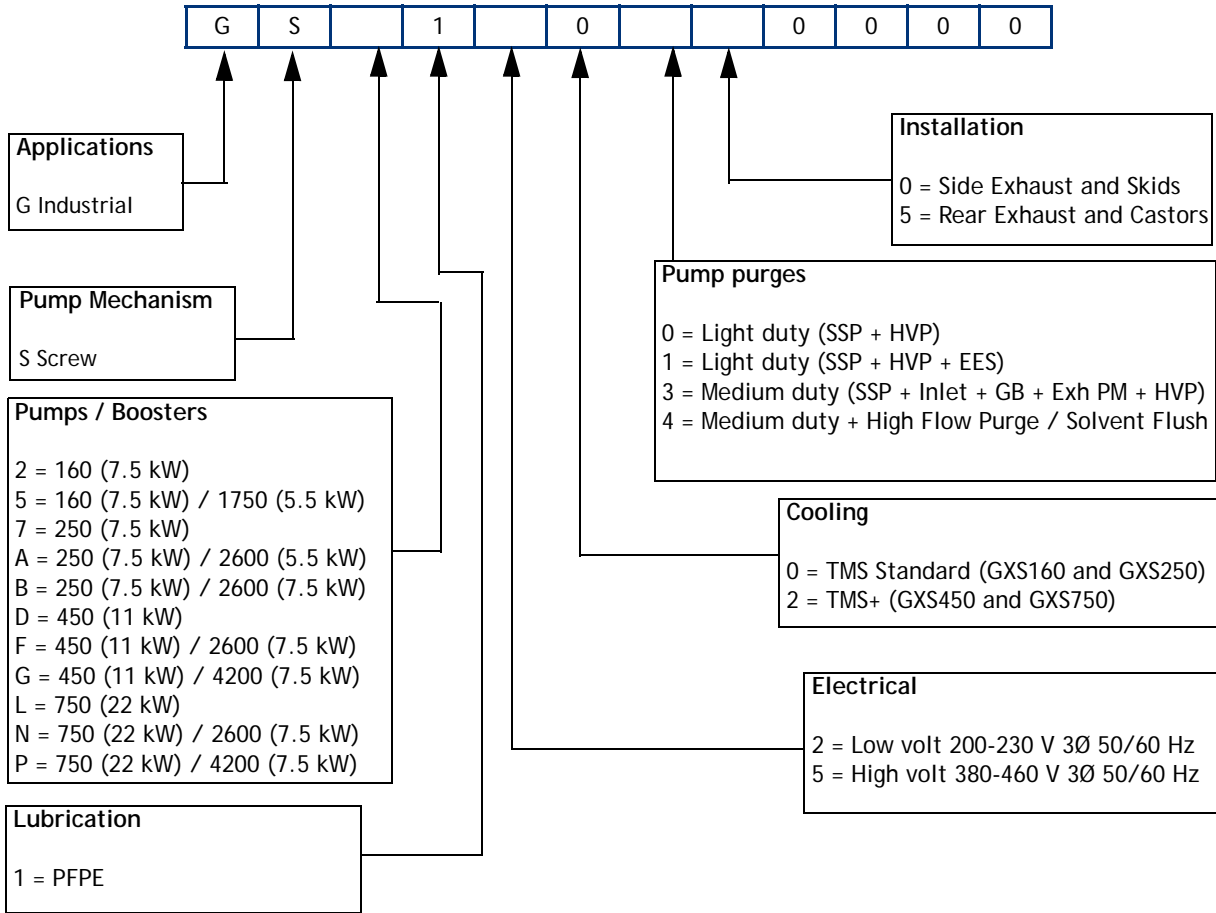 G S 1 0 0 0 0 0
Applications
G Industrial
Installation
0 = Side Exhaust and Skids
5 = Rear Exhaust and Castors
Pump Mechanism
S Screw
Pump purges
0 = Light duty (SSP + HVP)
1 = Light duty (SSP + HVP + EES)
3 = Medium duty (SSP + Inlet + GB + Exh PM + HVP)
4 = Medium duty + High Flow Purge / Solvent Flush
Pumps / Boosters
2 = 160 (7.5 kW)
5 = 160 (7.5 kW) / 1750 (5.5 kW)
7 = 250 (7.5 kW)
A = 250 (7.5 kW) / 2600 (5.5 kW)
B = 250 (7.5 kW) / 2600 (7.5 kW)
D = 450 (11 kW)
F = 450 (11 kW) / 2600 (7.5 kW)
G = 450 (11 kW) / 4200 (7.5 kW)
L = 750 (22 kW)
N = 750 (22 kW) / 2600 (7.5 kW)
P = 750 (22 kW) / 4200 (7.5 kW)
Cooling
0 = TMS Standard (GXS160 and GXS250)
2 = TMS+ (GXS450 and GXS750)
Electrical
2 = Low volt 200-230 V 3Ø 50/60 Hz
5 = High volt 380-460 V 3Ø 50/60 Hz
Lubrication
1 = PFPE